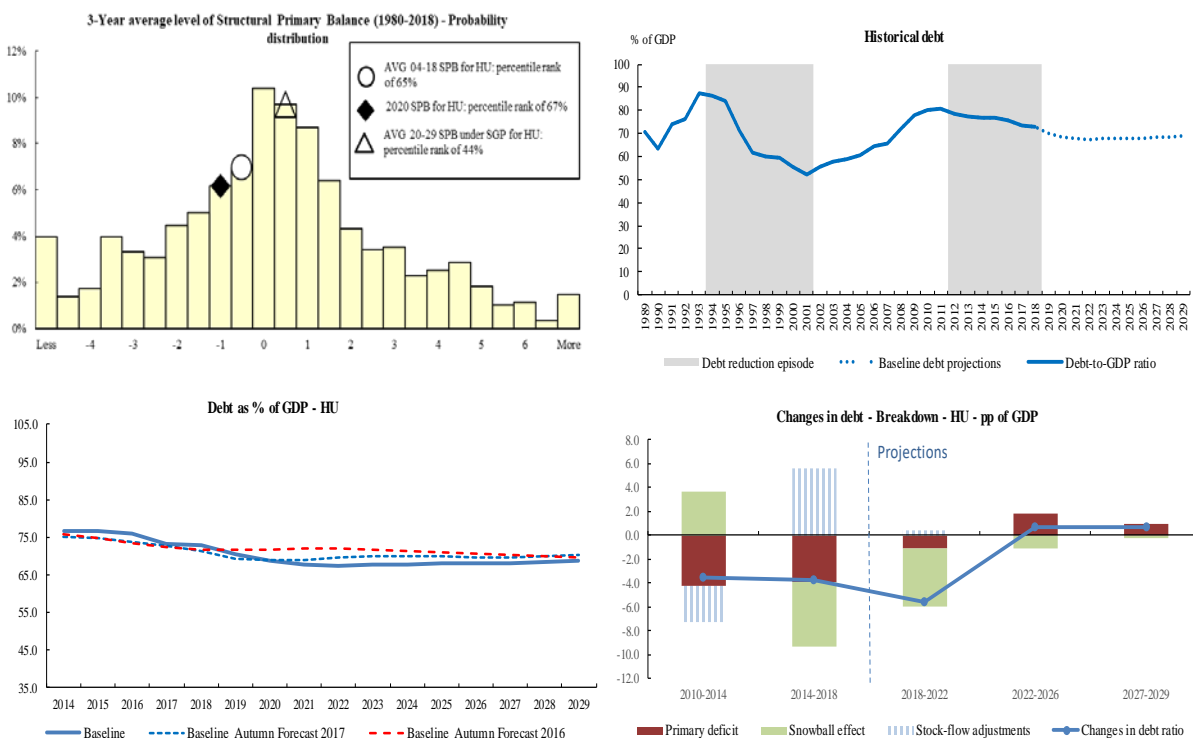 3-Year average level of Structural Primary Balance (1980-2018) - Probability
distribution
12%
10%
8%
6%
4%
2%
0%
AVG 04-18 SPB for HU: percentile rank
of 65%
2020 SPB for HU: percentile rank of 67%
AVG 20-29 SPB under SGP for HU:
percentile rank of 44%
Less -4 -3 -2 -1 0 1 2 3 4 5 6 More
Historical debt
% of GDP
100
90
80
70
60
50
40
30
20
10
0
1989 1990 1991 1992 1993 1994 1995 1996 1997 1998 1999 2000 2001 2002 2003 2004 2005 2006 2007 2008 2009 2010 2011 2012 2013 2014 2015 2016 2017 2018 2019 2020 2021 2022 2023 2024 2025 2026 2027 2028 2029
Debt reduction episode Baseline debt projections Debt-to-GDP ratio
Debt as % of GDP - HU
105.0
95.0
85.0
75.0
65.0
55.0
45.0
35.0
2014 2015 2016 2017 2018 2019 2020 2021 2022 2023 2024 2025 2026 2027 2028 2029
Baseline Baseline Autumn Forecast 2017 Baseline Autumn Forecast 2016
Changes in debt - Breakdown - HU - pp of GDP
Projections
8.0
6.0
4.0
2.0
0.0
-2.0
-4.0
-6.0
-8.0
-10.0
-12.0
2010-2014 2014-2018 2018-2022 2022-2026 2027-2029
Primary deficit Snowball effect Stock-flow adjustments Changes in debt ratio